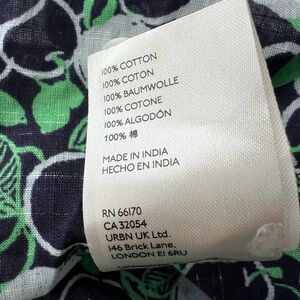 100% COTTON
100% COTON
100% BAUMWOLLE
100% COTONE
100% ALGODÓN
100% 棉
MADE IN INDIA
HECHO EN INDIA
RN 66170
CA 32054
URBN UK Ltd.
146 Brick Lane,
LONDON E1 6RU